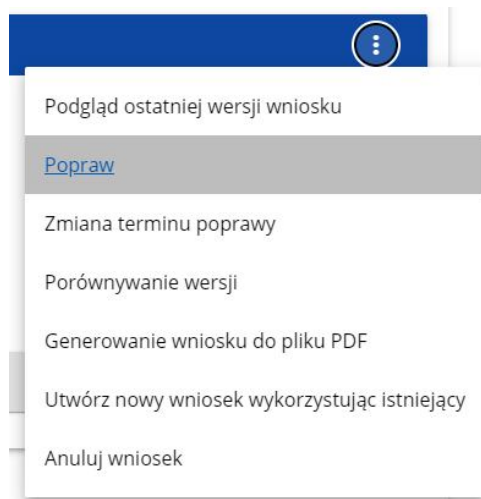 Podgląd ostatniej wersji wniosku
Popraw
Zmiana terminu poprawy
Porównywanie wersji
Generowanie wniosku do pliku PDF
Utwórz nowy wniosek wykorzystując istniejący
Anuluj wniosek